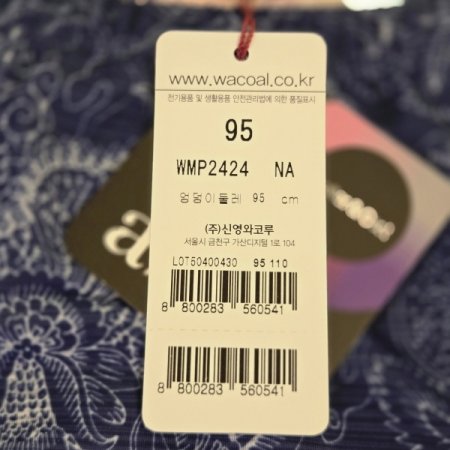 www.wacoal.co.kr
전기용품 및 생활용품 안전관리법에 의한 품질표시
95
WMP2424 NA
엉덩이둘레 95 cm
(주)신영와코루
서울시 금천구 가산디지털 1로 104
LOT50400430 95 110
8 800283 560541
8 800283 560541